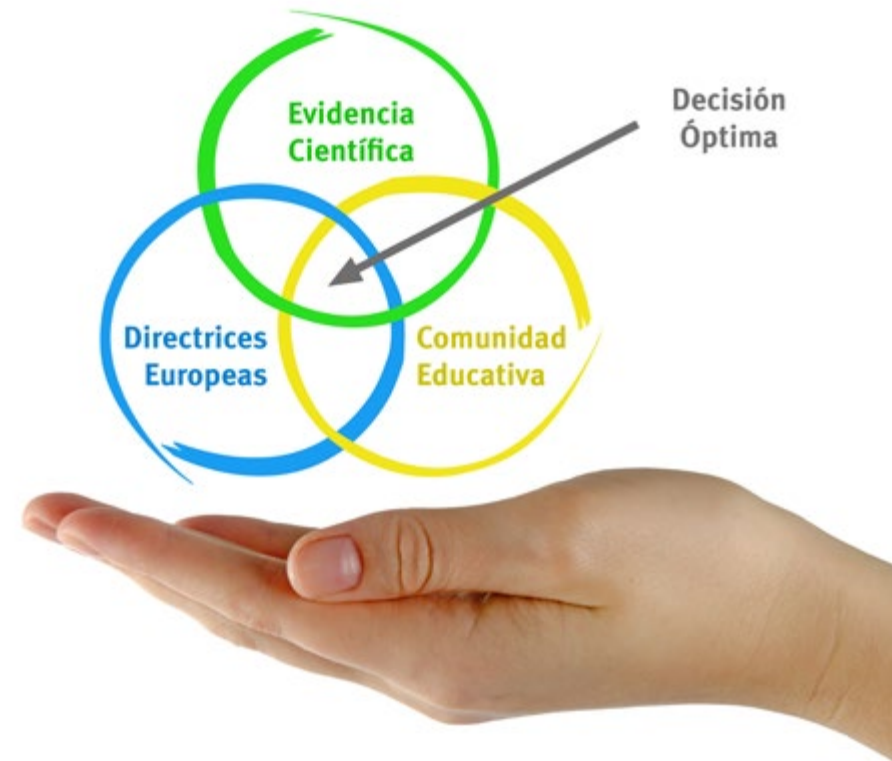 Evidencia
Científica
Decisión
Óptima
Directrices
Europeas
Comunidad
Educativa